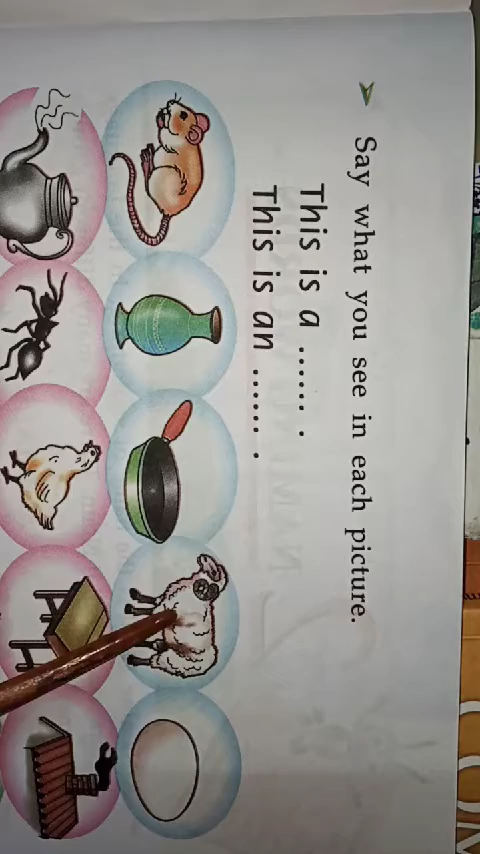 ➤ Say what you see in each picture.
This is a ...... .
This is an ...... .